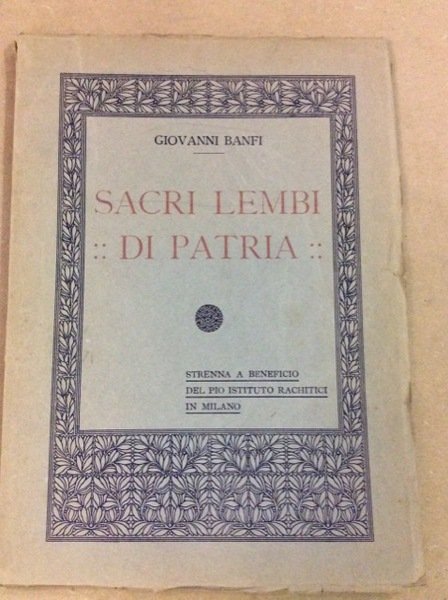 GIOVANNI BANFI
SACRI LEMBI
:: DI PATRIA ::
STRENNA A BENEFICIO
DEL PIO ISTITUTO RACHITICI
IN MILANO